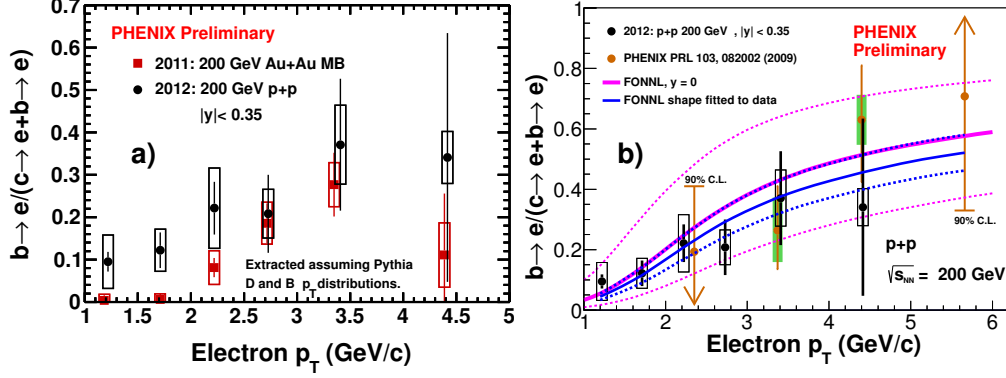 PHENIX Preliminary
2011: 200 GeV Au+Au MB
2012: 200 GeV p+p
|y|< 0.35
a)
Extracted assuming Pythia
D and B p_T distributions.
b → e/(c→ e+b→ e)
0.7
0.6
0.5
0.4
0.3
0.2
0.1
0
1 1.5 2 2.5 3 3.5 4 4.5 5
Electron p_T (GeV/c)
2012: p+p 200 GeV , |y| < 0.35
PHENIX PRL 103, 082002 (2009)
FONNL, y = 0
FONLL shape fitted to data
PHENIX
Preliminary
b)
90% C.L.
90% C.L.
p+p
√s_NN = 200 GeV
b → e/(c→ e+b→ e)
1
0.8
0.6
0.4
0.2
0
1 2 3 4 5 6
Electron p_T (GeV/c)